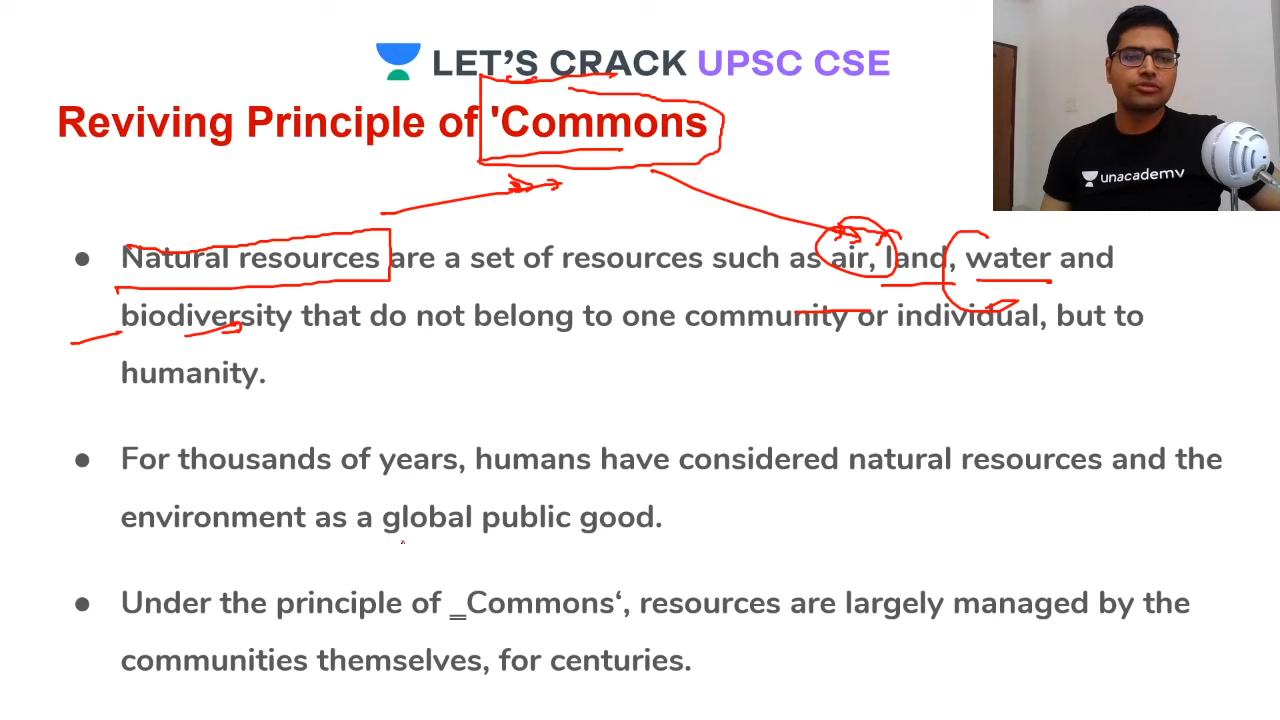 LET'S CRACK UPSC CSE
Reviving Principle of 'Commons
unacademy
● Natural resources are a set of resources such as air, land, water and
biodiversity that do not belong to one community or individual, but to
humanity.
● For thousands of years, humans have considered natural resources and the
environment as a global public good.
● Under the principle of ‗Commons‘, resources are largely managed by the
communities themselves, for centuries.